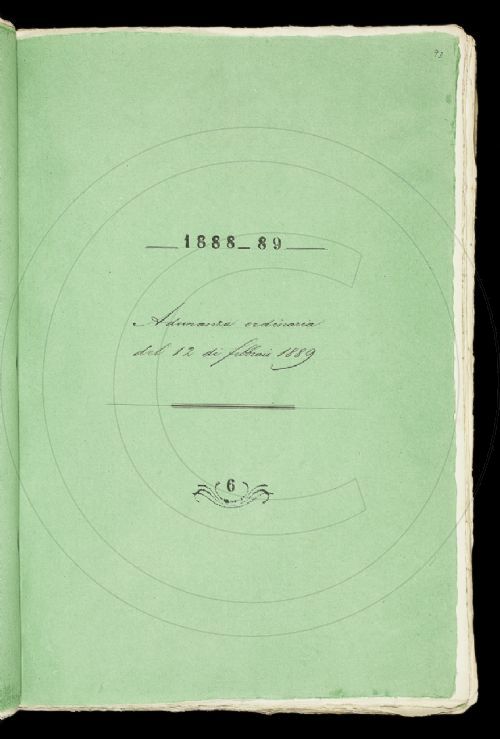 93
1888_89
Adunanza ordinaria
del 12 di febbraio 1889
6